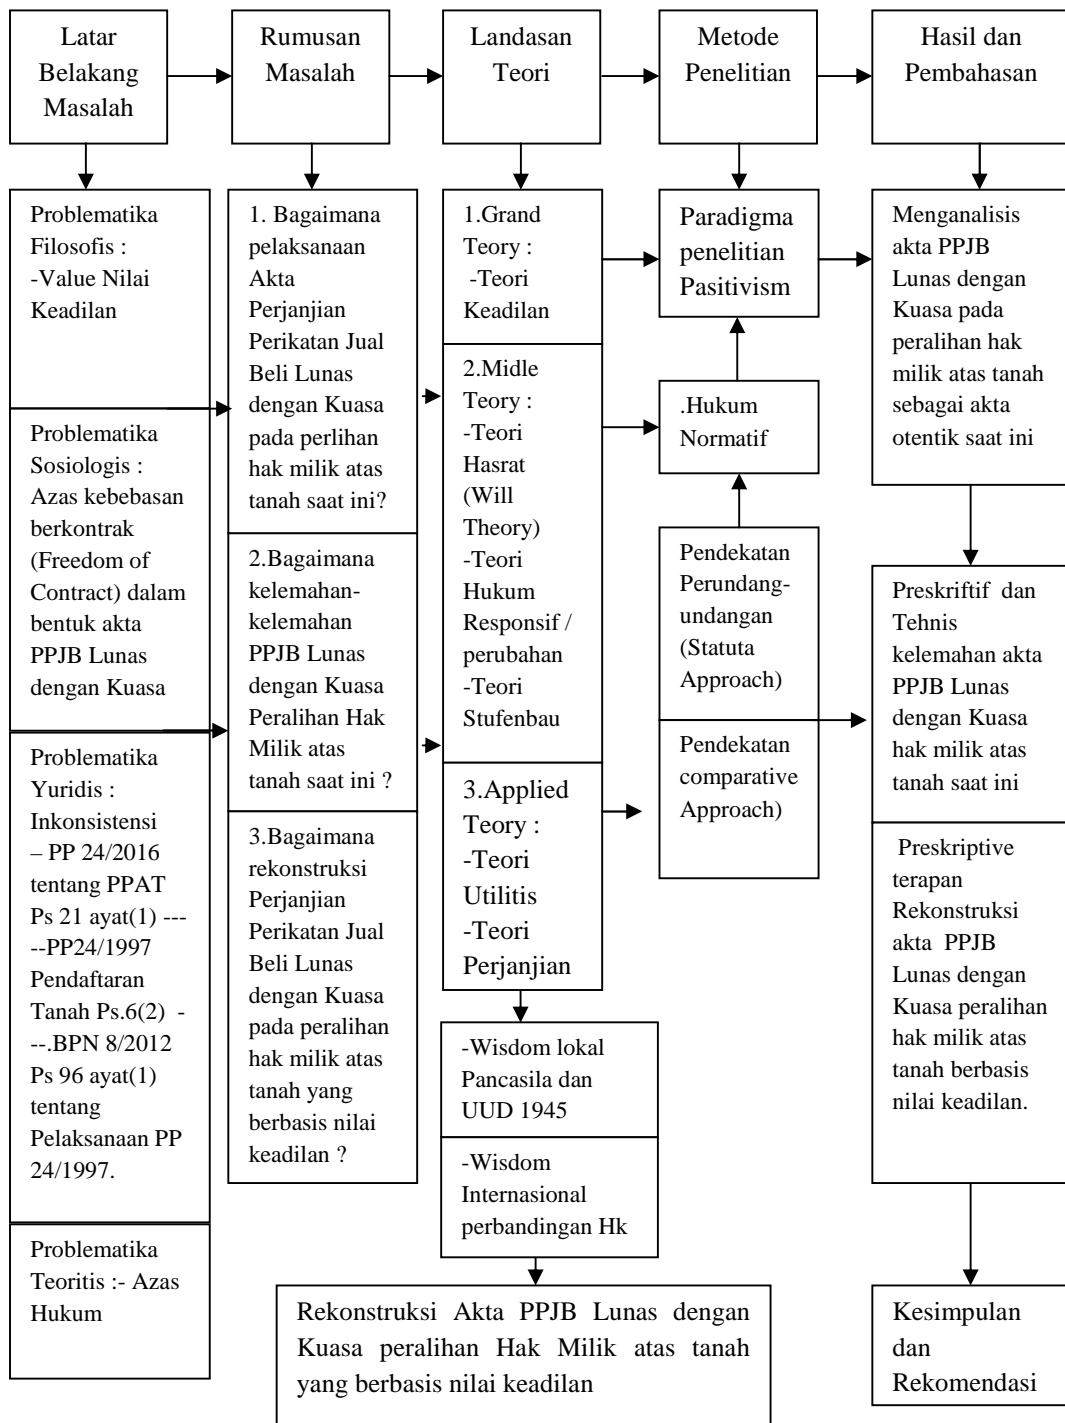 Latar
Belakang
Masalah
Rumusan
Masalah
Landasan
Teori
Metode
Penelitian
Hasil dan
Pembahasan
Problematika
Filosofis :
-Value Nilai
Keadilan
Problematika
Sosiologis :
Azas kebebasan
berkontrak
(Freedom of
Contract) dalam
bentuk akta
PPJB Lunas
dengan Kuasa
Problematika
Yuridis :
Inkonsistensi
– PP 24/2016
tentang PPAT
Ps 21 ayat(1) ---
--PP24/1997
Pendaftaran
Tanah Ps.6(2) -
--.BPN 8/2012
Ps 96 ayat(1)
tentang
Pelaksanaan PP
24/1997.
Problematika
Teoritis :- Azas
Hukum
1. Bagaimana
pelaksanaan
Akta
Perjanjian
Perikatan Jual
Beli Lunas
dengan Kuasa
pada perlihan
hak milik atas
tanah saat ini?
2.Bagaimana
kelemahan-
kelemahan
PPJB Lunas
dengan Kuasa
Peralihan Hak
Milik atas
tanah saat ini ?
3.Bagaimana
rekonstruksi
Perjanjian
Perikatan Jual
Beli Lunas
dengan Kuasa
pada peralihan
hak milik atas
tanah yang
berbasis nilai
keadilan ?
1.Grand
Teory :
-Teori
Keadilan
2.Midle
Teory :
-Teori
Hasrat
(Will
Theory)
-Teori
Hukum
Responsif /
perubahan
-Teori
Stufenbau
3.Applied
Teory :
-Teori
Utilitis
-Teori
Perjanjian
-Wisdom lokal
Pancasila dan
UUD 1945
-Wisdom
Internasional
perbandingan Hk
Paradigma
penelitian
Pasitivism
.Hukum
Normatif
Pendekatan
Perundang-
undangan
(Statuta
Approach)
Pendekatan
comparative
Approach)
Menganalisis
akta PPJB
Lunas dengan
Kuasa pada
peralihan hak
milik atas tanah
sebagai akta
otentik saat ini
Preskriftif dan
Tehnis
kelemahan akta
PPJB Lunas
dengan Kuasa
hak milik atas
tanah saat ini
Preskriptive
terapan
Rekonstruksi
akta PPJB
Lunas dengan
Kuasa peralihan
hak milik atas
tanah berbasis
nilai keadilan.
Rekonstruksi Akta PPJB Lunas dengan
Kuasa peralihan Hak Milik atas tanah
yang berbasis nilai keadilan
Kesimpulan
dan
Rekomendasi